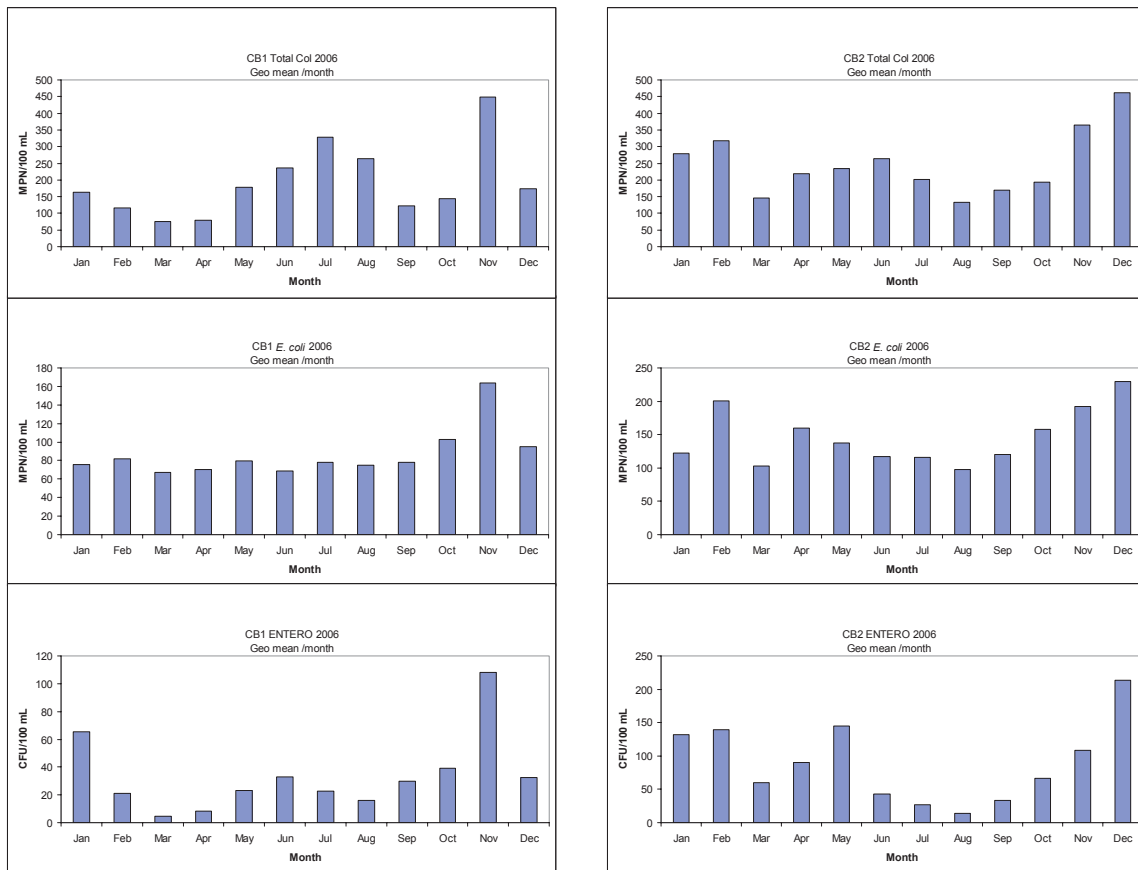 CB1 Total Col 2006
Geo mean /month
MPN/100 mL
500
450
400
350
300
250
200
150
100
50
0
Jan Feb Mar Apr May Jun Jul Aug Sep Oct Nov Dec
Month
CB2 Total Col 2006
Geo mean /month
MPN/100 mL
500
450
400
350
300
250
200
150
100
50
0
Jan Feb Mar Apr May Jun Jul Aug Sep Oct Nov Dec
Month
CB1 E. coli 2006
Geo mean /month
MPN/100 mL
180
160
140
120
100
80
60
40
20
0
Jan Feb Mar Apr May Jun Jul Aug Sep Oct Nov Dec
Month
CB2 E. coli 2006
Geo mean /month
MPN/100 mL
250
200
150
100
50
0
Jan Feb Mar Apr May Jun Jul Aug Sep Oct Nov Dec
Month
CB1 ENTERO 2006
Geo mean /month
CFU/100 mL
120
100
80
60
40
20
0
Jan Feb Mar Apr May Jun Jul Aug Sep Oct Nov Dec
Month
CB2 ENTERO 2006
Geo mean /month
CFU/100 mL
250
200
150
100
50
0
Jan Feb Mar Apr May Jun Jul Aug Sep Oct Nov Dec
Month